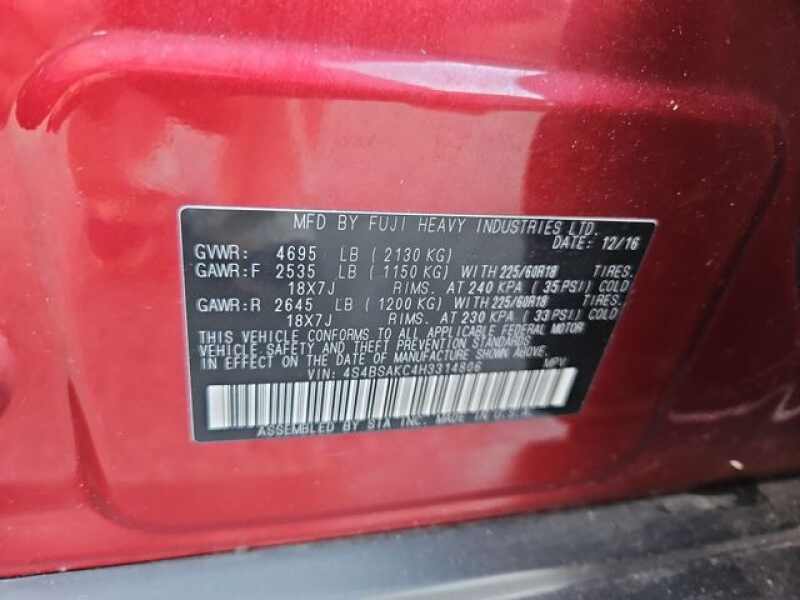 MFD BY FUJI HEAVY INDUSTRIES LTD.
DATE: 12/16
GVWR: 4695 LB (2130 KG)
GAWR:F 2535 LB (1150 KG) WITH 225/60R18 TIRES.
18X7J RIMS. AT 240 KPA (35 PSI) COLD
GAWR:R 2645 LB (1200 KG) WITH 225/60R18 TIRES.
18X7J RIMS. AT 230 KPA (33 PSI) COLD
THIS VEHICLE CONFORMS TO ALL APPLICABLE FEDERAL MOTOR
VEHICLE SAFETY AND THEFT PREVENTION STANDARDS
IN EFFECT ON THE DATE OF MANUFACTURE SHOWN ABOVE.
VIN: 4S4BSAKC4H3314806 MPV
ASSEMBLED BY SIA INC. MADE IN U.S.A.